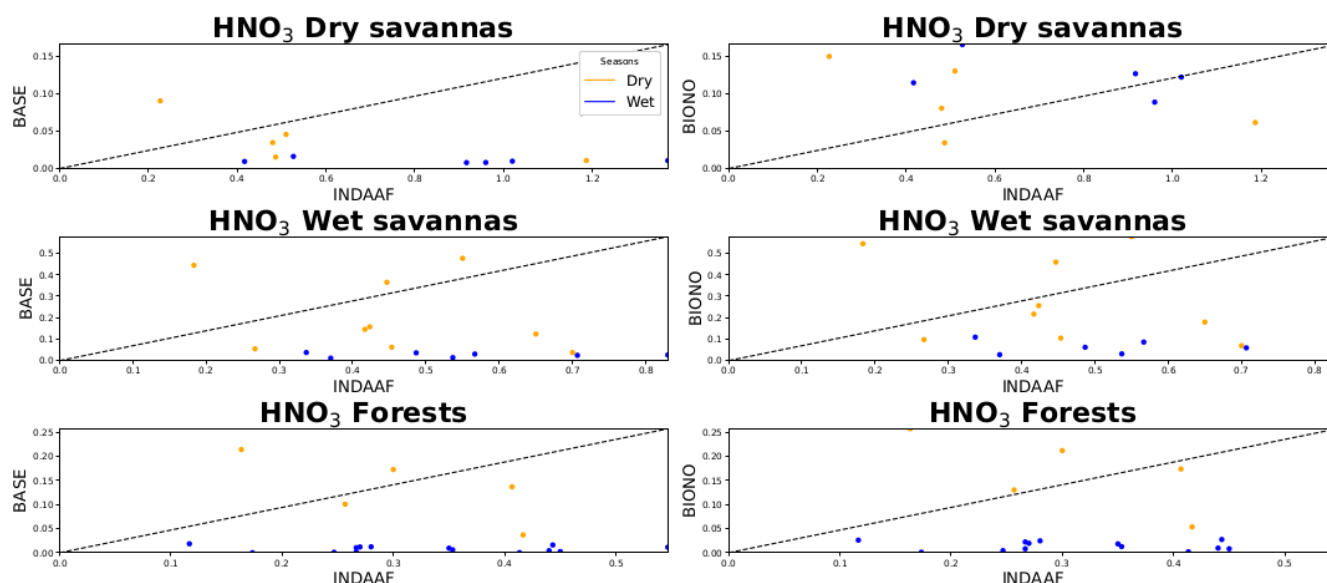 HNO3 Dry savannas
0.15
0.10
0.05
0.00
BASE
Seasons
Dry
Wet
0.0 0.2 0.4 0.6 0.8 1.0 1.2
INDAAF
HNO3 Dry savannas
0.15
0.10
0.05
0.00
BIONO
0.0 0.2 0.4 0.6 0.8 1.0 1.2
INDAAF
HNO3 Wet savannas
0.5
0.4
0.3
0.2
0.1
0.0
BASE
0.0 0.1 0.2 0.3 0.4 0.5 0.6 0.7 0.8
INDAAF
HNO3 Wet savannas
0.5
0.4
0.3
0.2
0.1
0.0
BIONO
0.0 0.1 0.2 0.3 0.4 0.5 0.6 0.7 0.8
INDAAF
HNO3 Forests
0.25
0.20
0.15
0.10
0.05
0.00
BASE
0.0 0.1 0.2 0.3 0.4 0.5
INDAAF
HNO3 Forests
0.25
0.20
0.15
0.10
0.05
0.00
BIONO
0.0 0.1 0.2 0.3 0.4 0.5
INDAAF